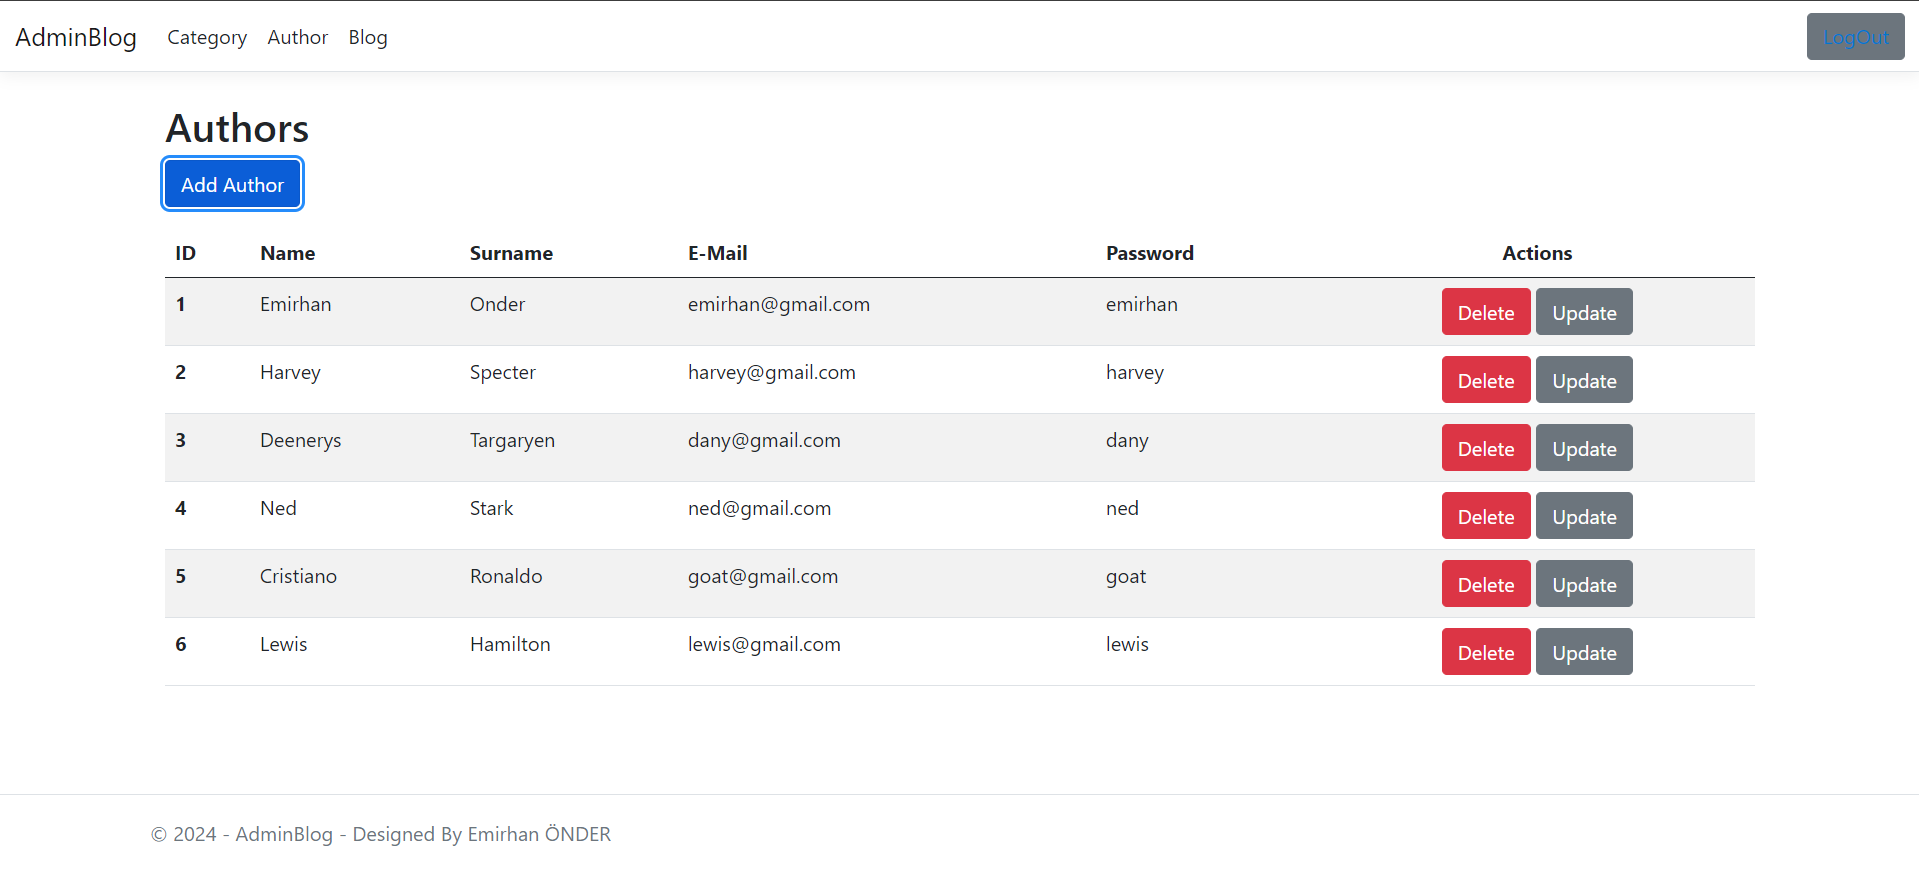 AdminBlog Category Author Blog LogOut
Authors
Add Author
ID Name Surname E-Mail Password Actions
1 Emirhan Onder emirhan@gmail.com emirhan Delete Update
2 Harvey Specter harvey@gmail.com harvey Delete Update
3 Deenerys Targaryen dany@gmail.com dany Delete Update
4 Ned Stark ned@gmail.com ned Delete Update
5 Cristiano Ronaldo goat@gmail.com goat Delete Update
6 Lewis Hamilton lewis@gmail.com lewis Delete Update
© 2024 - AdminBlog - Designed By Emirhan ÖNDER